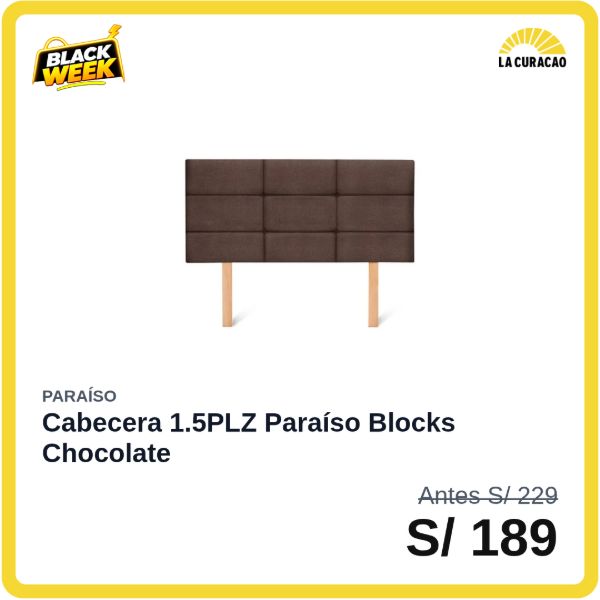 BLACK
WEEK
LA CURACAO
PARAÍSO
Cabecera 1.5PLZ Paraíso Blocks
Chocolate
Antes S/ 229
S/ 189